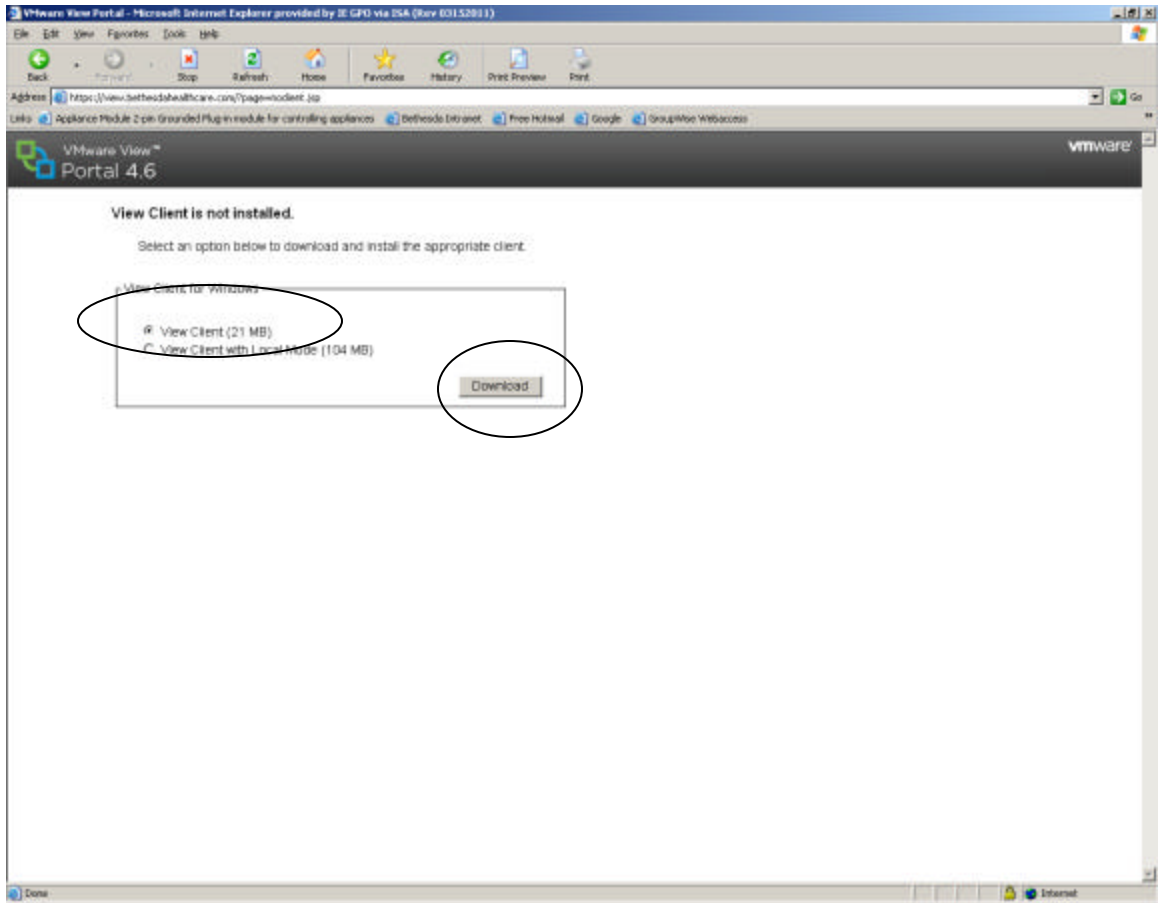 VMware View Portal - Microsoft Internet Explorer provided by IE GPO via ISA (Rev 03152011)
File Edit View Favorites Tools Help
Back Forward Stop Refresh Home Favorites History Print Preview Print
Address https://view.bethesdahealthcare.com/?page=noclient.jsp Go
Links Appliance Module 2-pin Grounded Plug-in module for controlling appliances Bethesda Intranet Free Hotmail Google GroupWise Webaccess
VMware View™
Portal 4.6
vmware
View Client is not installed.
Select an option below to download and install the appropriate client.
View Client for Windows
View Client (21 MB)
View Client with Local Mode (104 MB)
Download
Done Internet